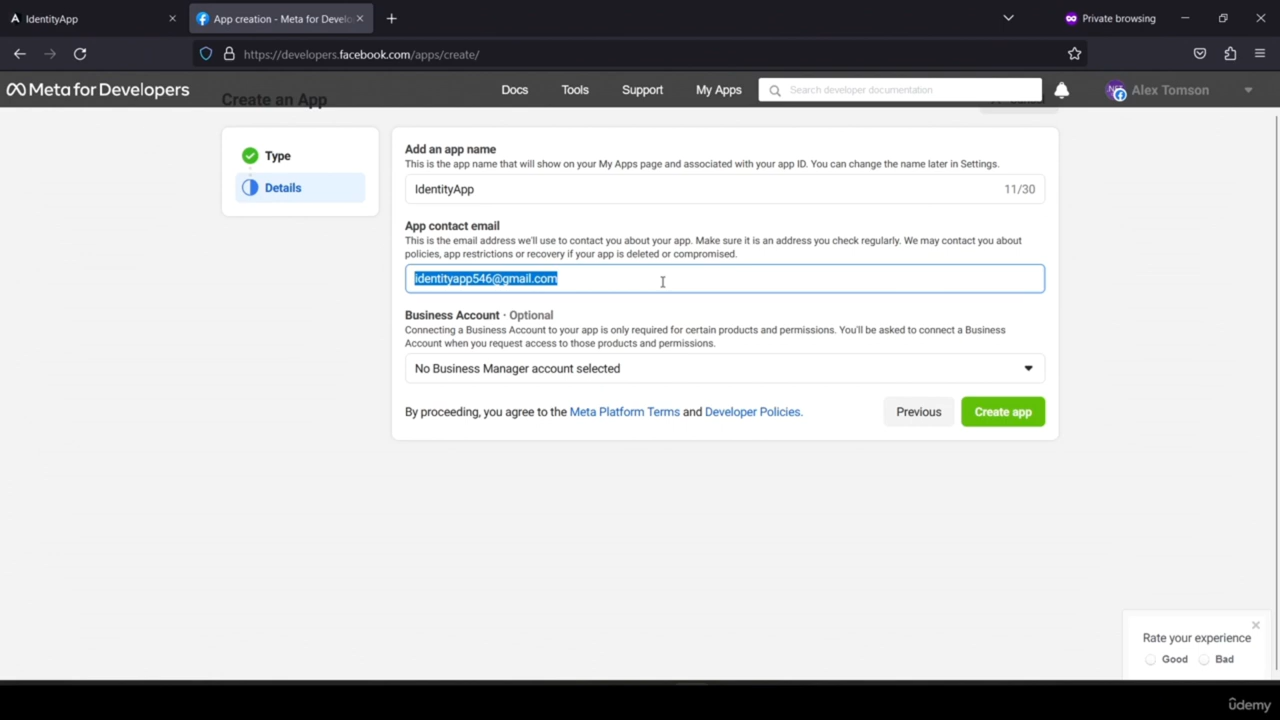 IdentityApp
App creation - Meta for Develo
Private browsing
https://developers.facebook.com/apps/create/
Meta for Developers
Docs
Tools
Support
My Apps
Search developer documentation
Alex Tomson
Create an App
Type
Details
Add an app name
This is the app name that will show on your My Apps page and associated with your app ID. You can change the name later in Settings.
IdentityApp
11/30
App contact email
This is the email address we'll use to contact you about your app. Make sure it is an address you check regularly. We may contact you about
policies, app restrictions or recovery if your app is deleted or compromised.
identityapp546@gmail.com
Business Account · Optional
Connecting a Business Account to your app is only required for certain products and permissions. You'll be asked to connect a Business
Account when you request access to those products and permissions.
No Business Manager account selected
By proceeding, you agree to the Meta Platform Terms and Developer Policies.
Previous
Create app
Rate your experience
Good
Bad
ûdemy